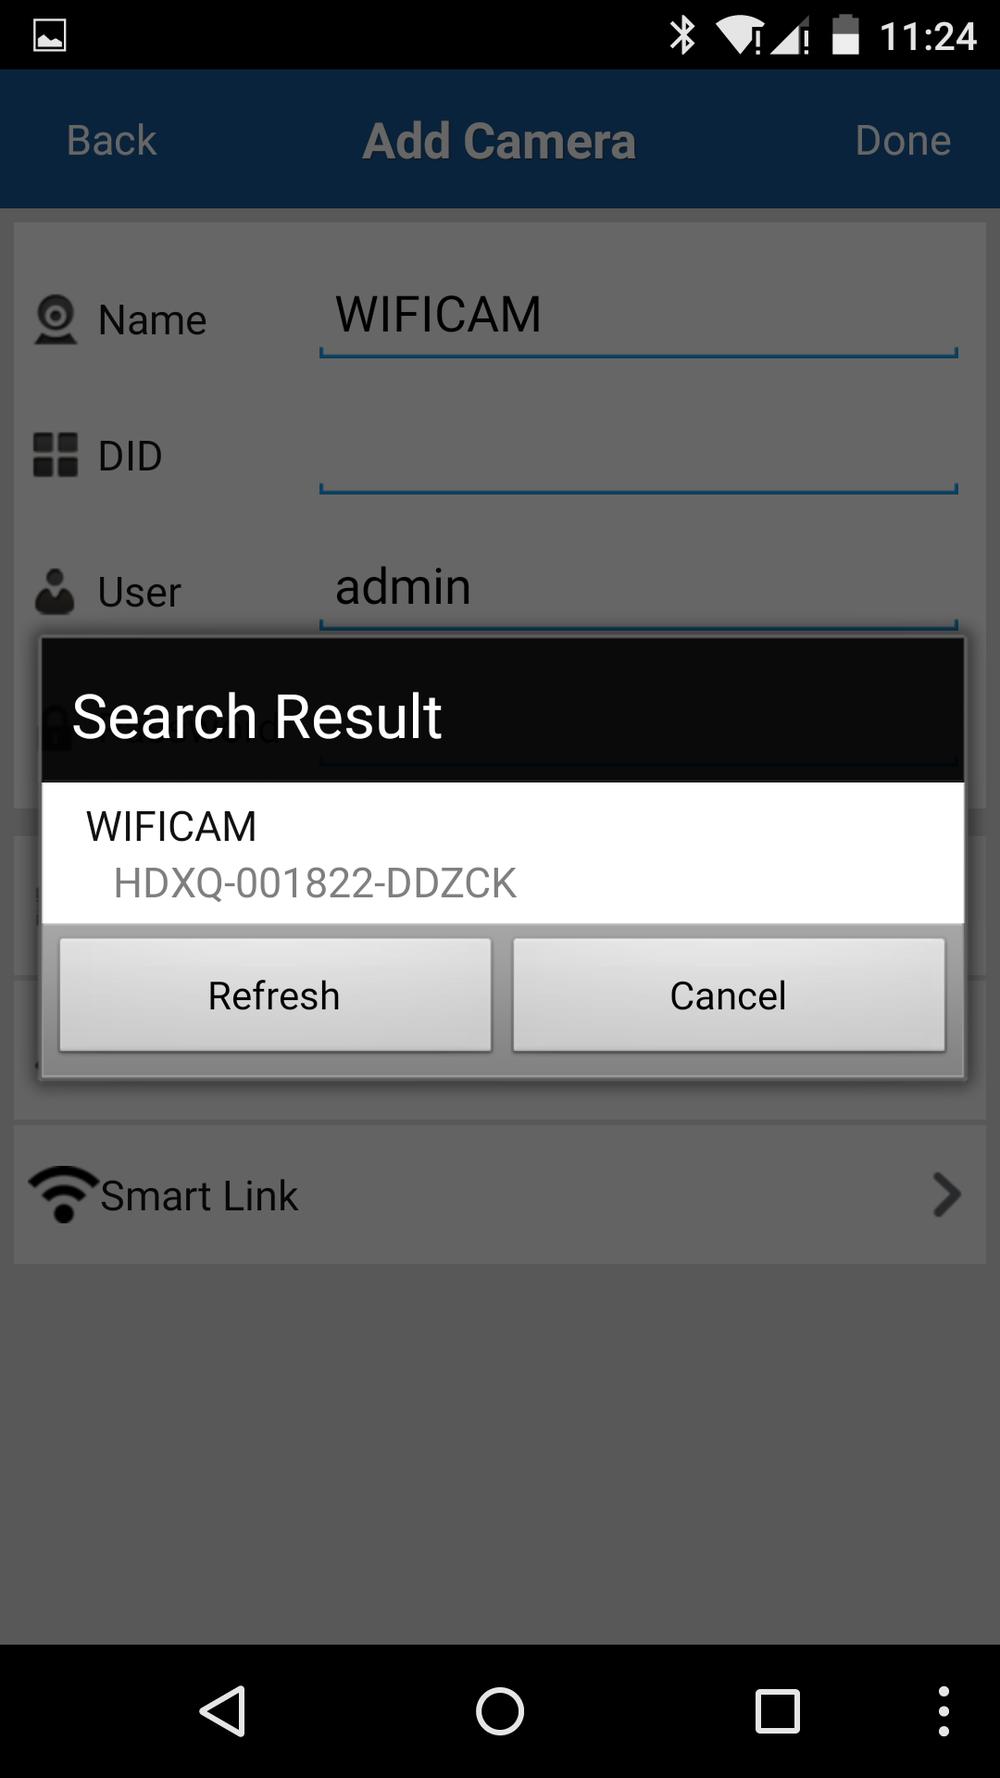 11:24
Back Add Camera Done
Name WIFICAM
DID
User admin
Search Result
WIFICAM
HDXQ-001822-DDZCK
Refresh Cancel
Smart Link